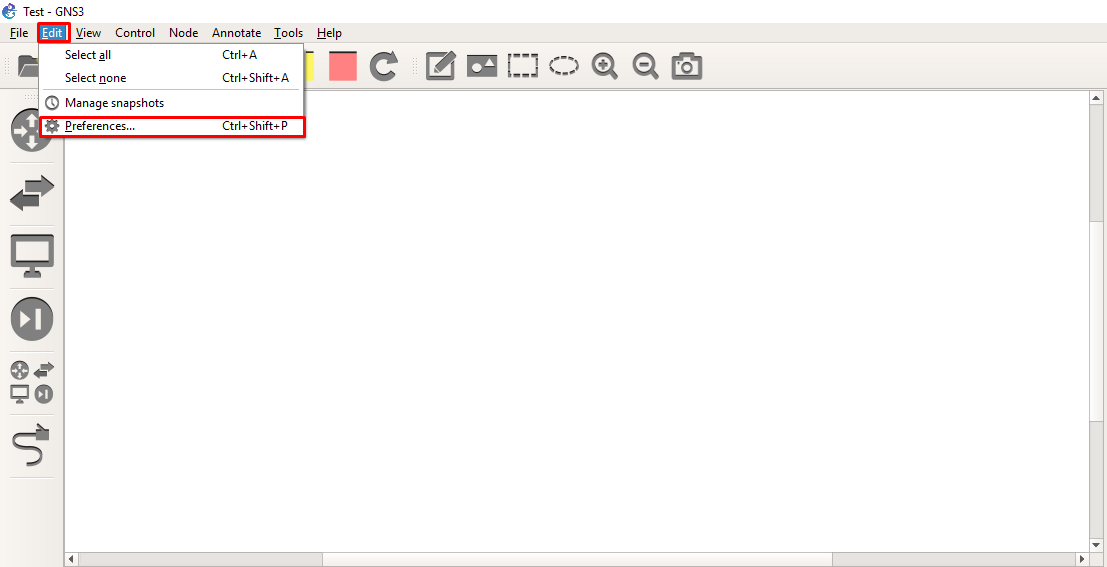 Test - GNS3
File Edit View Control Node Annotate Tools Help
Select all Ctrl+A
Select none Ctrl+Shift+A
Manage snapshots
Preferences... Ctrl+Shift+P